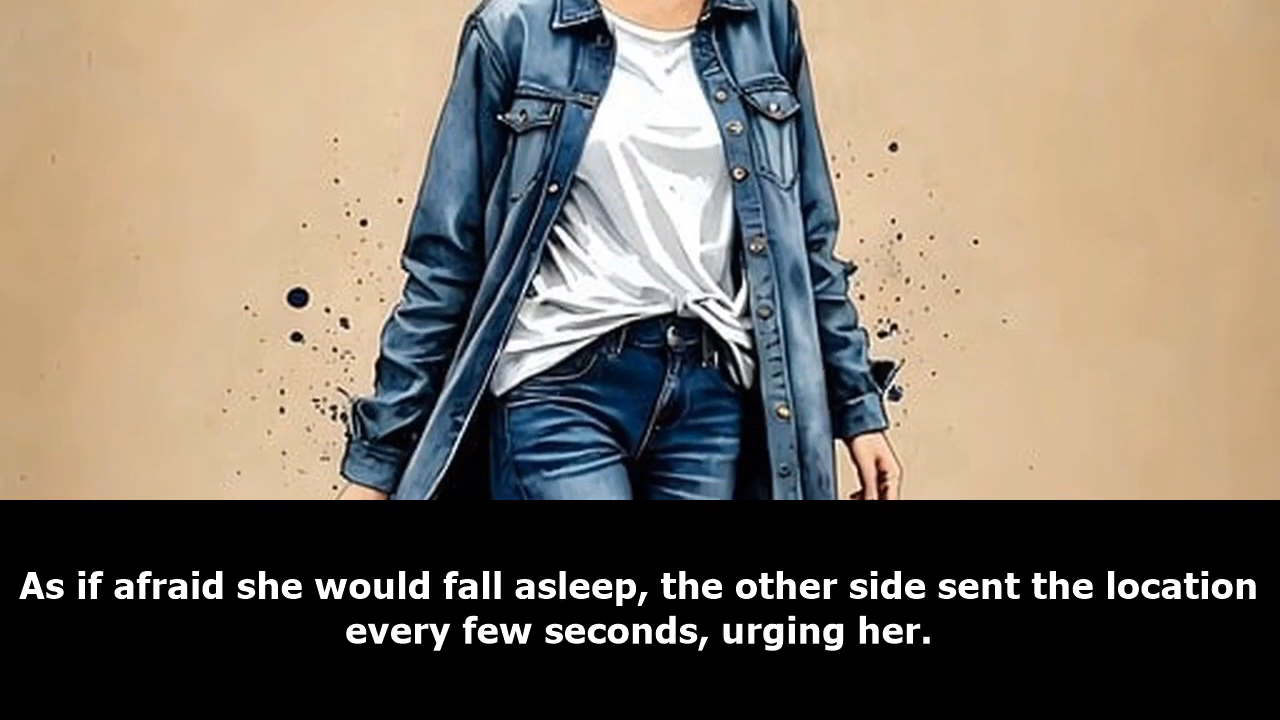 As if afraid she would fall asleep, the other side sent the location
every few seconds, urging her.